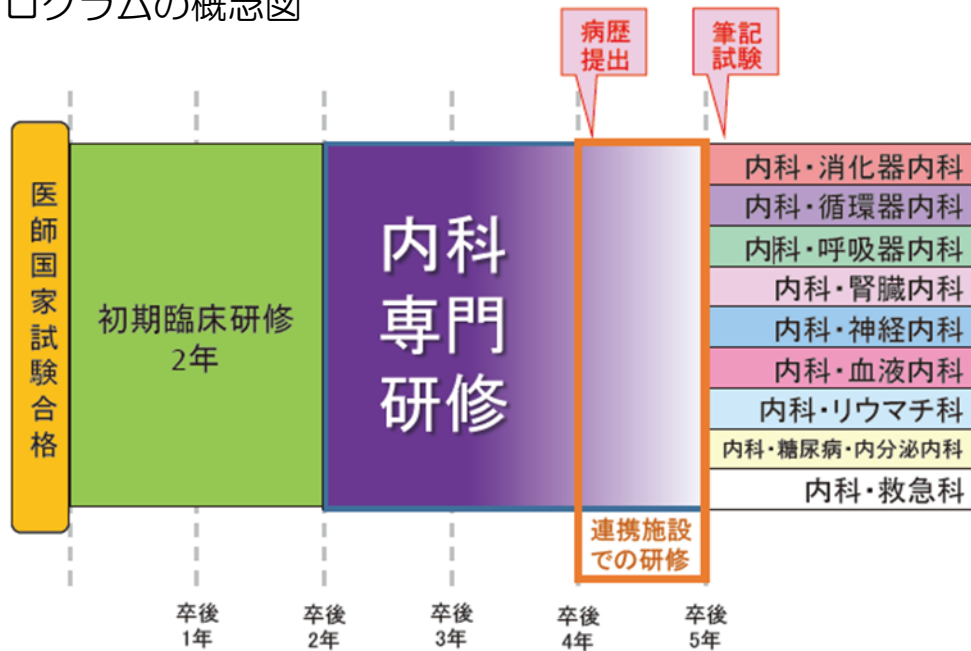 ログラムの概念図
病歴
提出
筆記
試験
医師国家試験合格
初期臨床研修
2年
内科
専門
研修
内科・消化器内科
内科・循環器内科
内科・呼吸器内科
内科・腎臓内科
内科・神経内科
内科・血液内科
内科・リウマチ科
内科・糖尿病・内分泌内科
内科・救急科
連携施設
での研修
卒後
1年
卒後
2年
卒後
3年
卒後
4年
卒後
5年